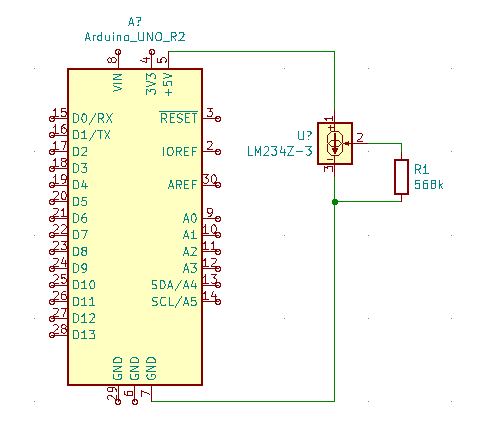 A?
Arduino_UNO_R2
8 4 5
VIN 3V3 +5V
15 D0/RX RESET 3
16 D1/TX
17 D2 IOREF 2
18 D3
19 D4 AREF 30
20 D5
21 D6 A0 9
22 D7 A1 10
23 D8 A2 11
24 D9 A3 12
25 D10 SDA/A4 13
26 D11 SCL/A5 14
27 D12
28 D13
GND GND GND
29 6 7
U?
LM234Z-3
1
2
3
R1
568k